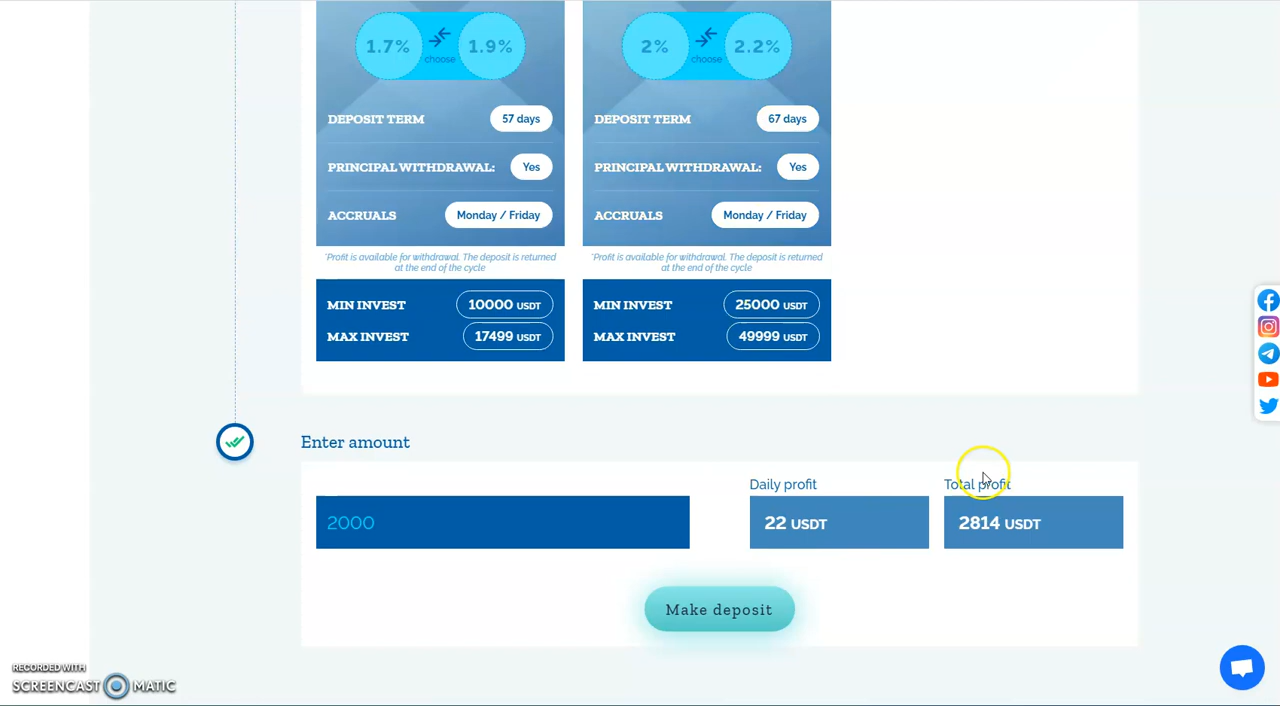 1.7% choose 1.9%
DEPOSIT TERM 57 days
PRINCIPAL WITHDRAWAL: Yes
ACCRUALS Monday / Friday
*Profit is available for withdrawal. The deposit is returned
at the end of the cycle
MIN INVEST 10000 USDT
MAX INVEST 17499 USDT
2% choose 2.2%
DEPOSIT TERM 67 days
PRINCIPAL WITHDRAWAL: Yes
ACCRUALS Monday / Friday
*Profit is available for withdrawal. The deposit is returned
at the end of the cycle
MIN INVEST 25000 USDT
MAX INVEST 49999 USDT
Enter amount
2000
Daily profit
22 USDT
Total profit
2814 USDT
Make deposit
RECORDED WITH
SCREENCAST MATIC